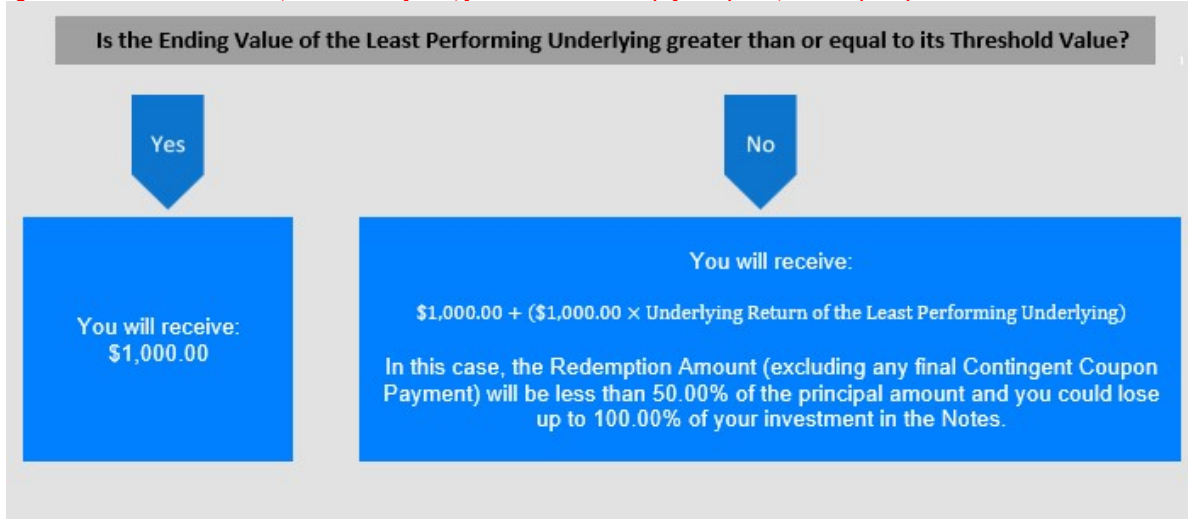 Is the Ending Value of the Least Performing Underlying greater than or equal to its Threshold Value?
Yes
No
You will receive:
$1,000.00
You will receive:
$1,000.00 + ($1,000.00 × Underlying Return of the Least Performing Underlying)
In this case, the Redemption Amount (excluding any final Contingent Coupon
Payment) will be less than 50.00% of the principal amount and you could lose
up to 100.00% of your investment in the Notes.